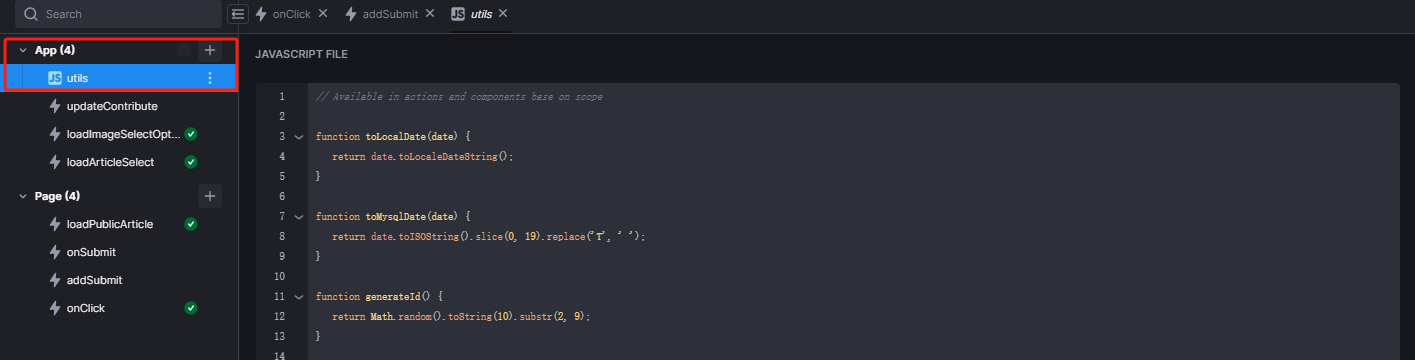 Search
onClick
addSubmit
JS utils
App (4)
JS utils
updateContribute
loadImageSelectOpt...
loadArticleSelect
Page (4)
loadPublicArticle
onSubmit
addSubmit
onClick
JAVASCRIPT FILE
1 // Available in actions and components base on scope
2
3 function toLocalDate(date) {
4 return date.toLocaleDateString();
5 }
6
7 function toMysqlDate(date) {
8 return date.toISOString().slice(0, 19).replace('T', ' ');
9 }
10
11 function generateId() {
12 return Math.random().toString(10).substr(2, 9);
13 }
14